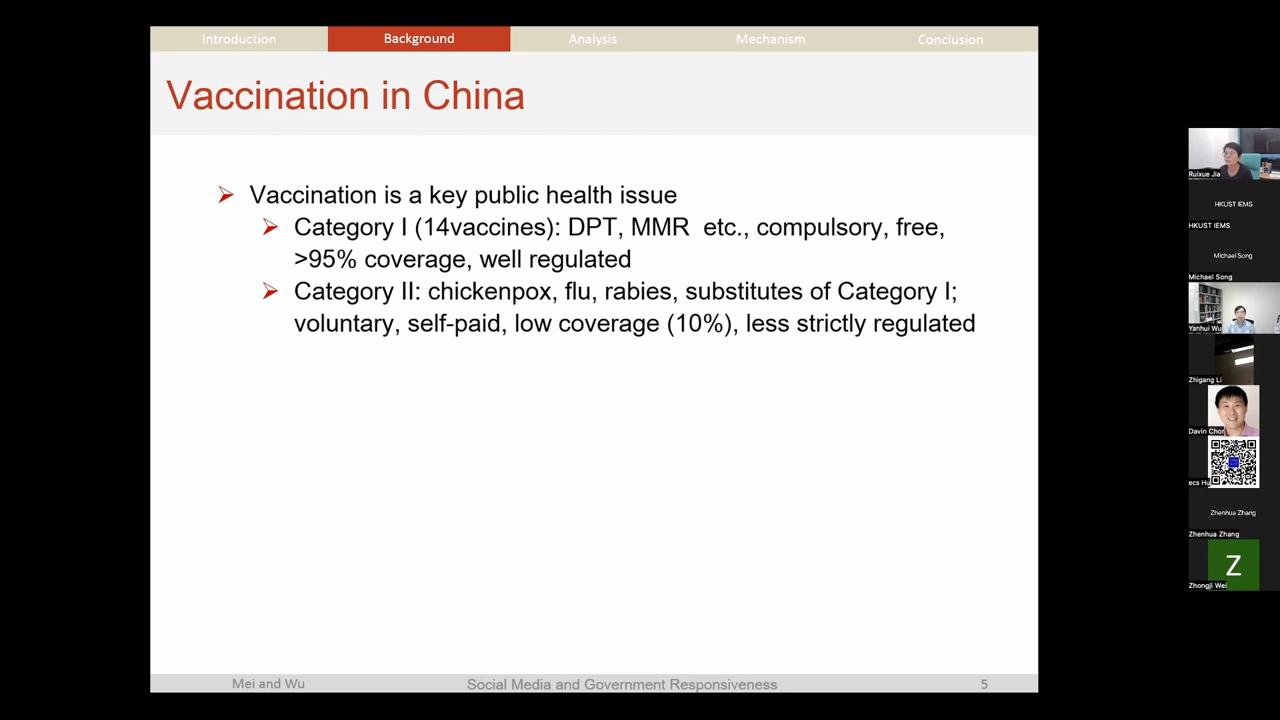 Introduction
Background
Analysis
Mechanism
Conclusion
Vaccination in China
Vaccination is a key public health issue
Category I (14vaccines): DPT, MMR etc., compulsory, free,
>95% coverage, well regulated
Category II: chickenpox, flu, rabies, substitutes of Category I;
voluntary, self-paid, low coverage (10%), less strictly regulated
Mei and Wu
Social Media and Government Responsiveness
5
Ruixue Jia
HKUST IEMS
HKUST IEMS
Michael Song
Michael Song
Yanhui Wu
Zhigang Li
Davin Chor
ecs
Zhenhua Zhang
Zhenhua Zhang
Z
Zhongji Wei